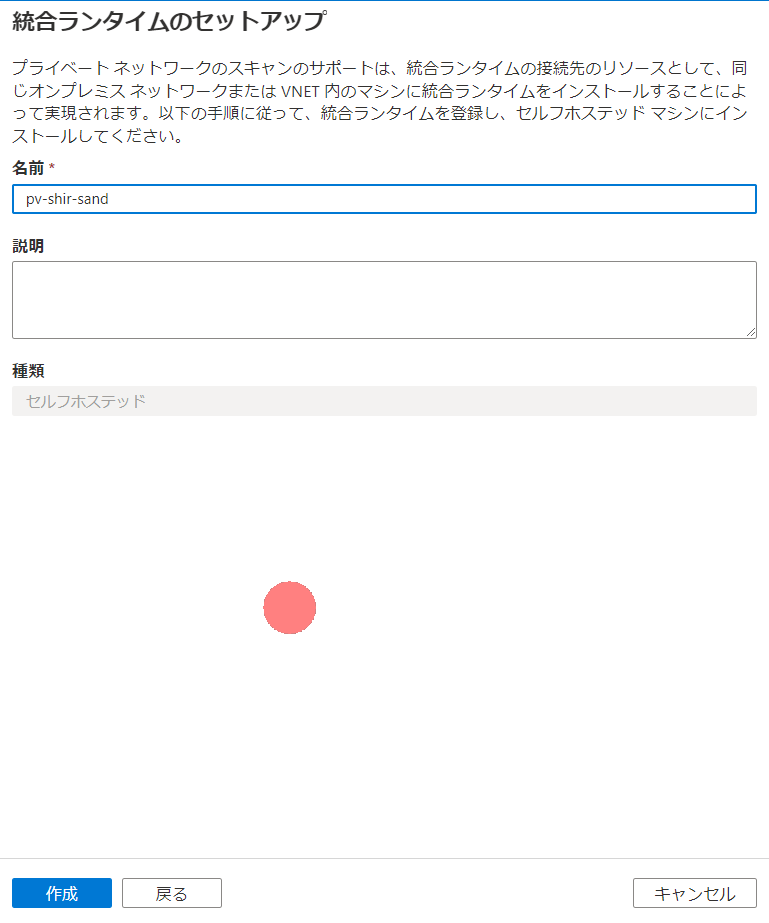 統合ランタイムのセットアップ
プライベート ネットワークのスキャンのサポートは、統合ランタイムの接続先のリソースとして、同
じオンプレミス ネットワークまたは VNET 内のマシンに統合ランタイムをインストールすることによ
って実現されます。以下の手順に従って、統合ランタイムを登録し、セルフホステッド マシンにイン
ストールしてください。
名前 *
pv-shir-sand
説明
種類
セルフホステッド
作成 戻る キャンセル